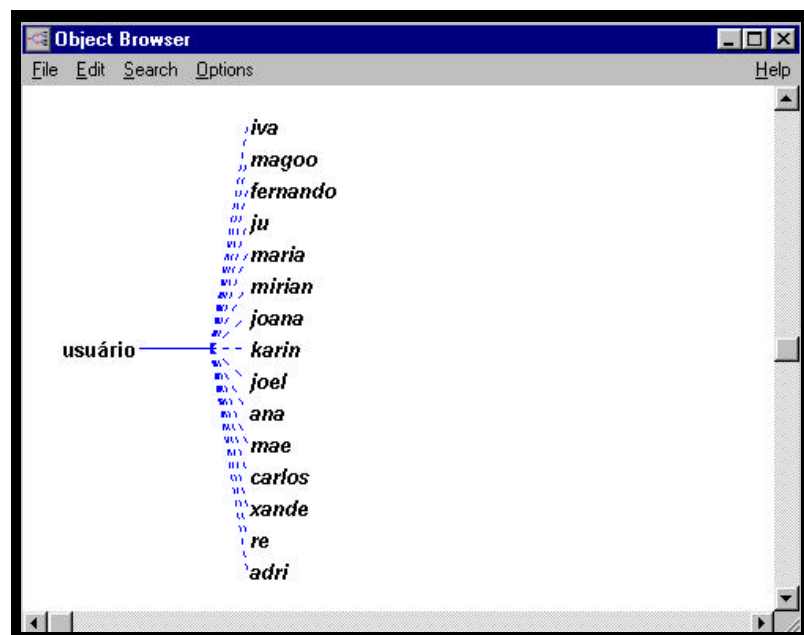 Object Browser
File Edit Search Options Help
iva
magoo
fernando
ju
maria
mirian
joana
usuário karin
joel
ana
mae
carlos
xande
re
adri